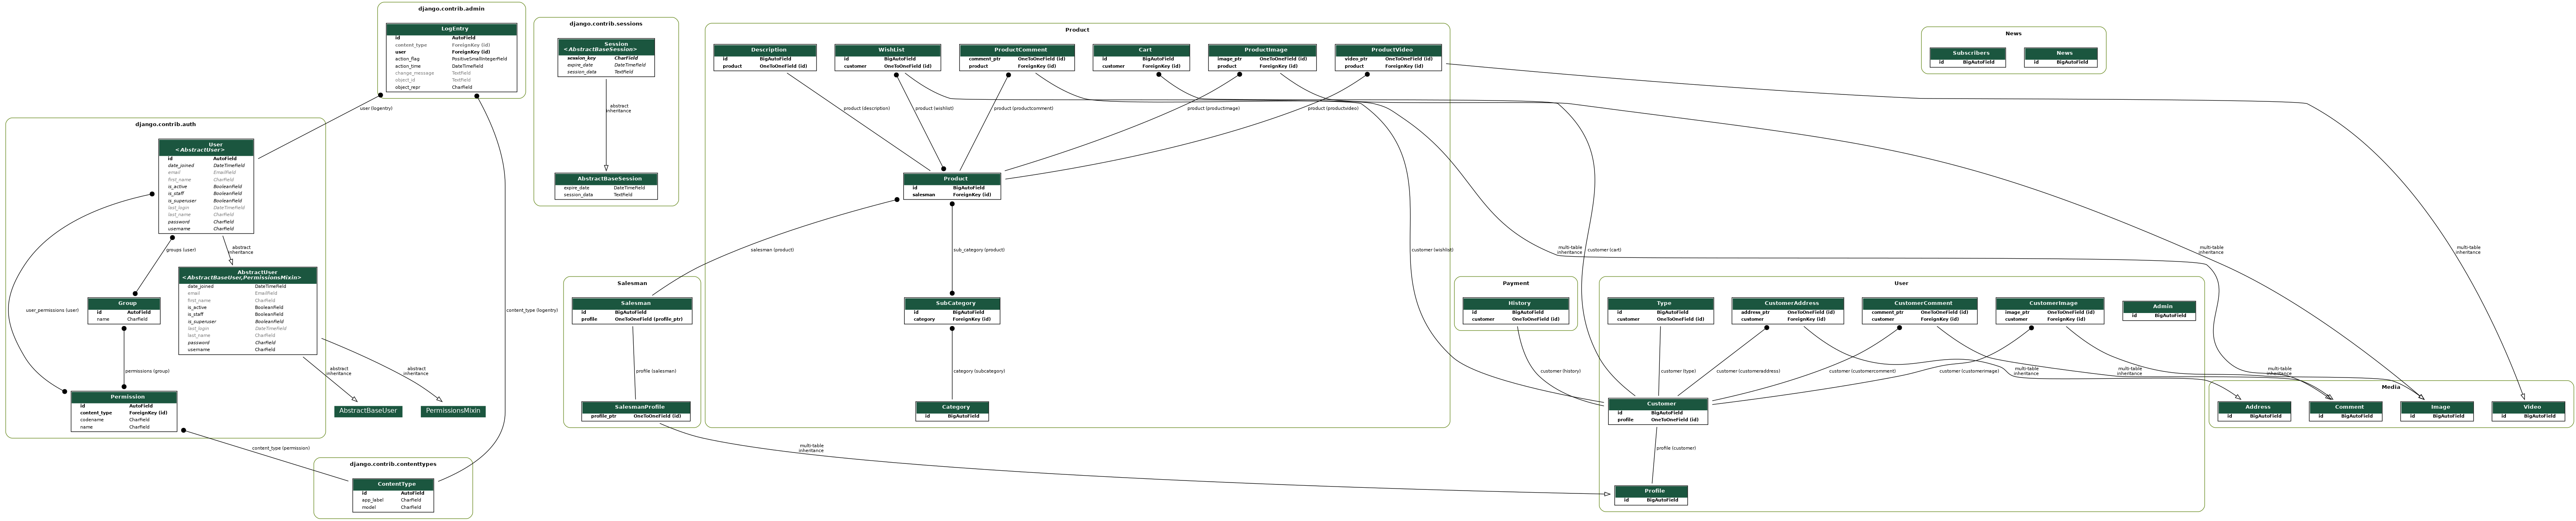 django.contrib.admin
LogEntry
id AutoField
content_type ForeignKey (id)
user ForeignKey (id)
action_flag PositiveSmallIntegerField
action_time DateTimeField
change_message TextField
object_id TextField
object_repr CharField
user (logentry)
content_type (logentry)
django.contrib.auth
User
<AbstractUser>
id AutoField
date_joined DateTimeField
email EmailField
first_name CharField
is_active BooleanField
is_staff BooleanField
is_superuser BooleanField
last_login DateTimeField
last_name CharField
password CharField
username CharField
groups (user)
abstract
inheritance
user_permissions (user)
AbstractUser
<AbstractBaseUser,PermissionsMixin>
date_joined DateTimeField
email EmailField
first_name CharField
is_active BooleanField
is_staff BooleanField
is_superuser BooleanField
last_login DateTimeField
last_name CharField
password CharField
username CharField
Group
id AutoField
name CharField
permissions (group)
abstract
inheritance
abstract
inheritance
Permission
id AutoField
content_type ForeignKey (id)
codename CharField
name CharField
AbstractBaseUser
PermissionsMixin
content_type (permission)
django.contrib.contenttypes
ContentType
id AutoField
app_label CharField
model CharField
django.contrib.sessions
Session
<AbstractBaseSession>
session_key CharField
expire_date DateTimeField
session_data TextField
abstract
inheritance
AbstractBaseSession
expire_date DateTimeField
session_data TextField
Product
Description
id BigAutoField
product OneToOneField (id)
WishList
id BigAutoField
customer OneToOneField (id)
ProductComment
comment_ptr OneToOneField (id)
product ForeignKey (id)
Cart
id BigAutoField
customer ForeignKey (id)
ProductImage
image_ptr OneToOneField (id)
product ForeignKey (id)
ProductVideo
video_ptr OneToOneField (id)
product ForeignKey (id)
product (description)
product (wishlist)
product (productcomment)
product (productimage)
product (productvideo)
Product
id BigAutoField
salesman ForeignKey (id)
salesman (product)
sub_category (product)
customer (wishlist)
multi-table
inheritance
customer (cart)
multi-table
inheritance
multi-table
inheritance
SubCategory
id BigAutoField
category ForeignKey (id)
category (subcategory)
Category
id BigAutoField
Salesman
Salesman
id BigAutoField
profile OneToOneField (profile_ptr)
profile (salesman)
SalesmanProfile
profile_ptr OneToOneField (id)
multi-table
inheritance
Payment
History
id BigAutoField
customer OneToOneField (id)
customer (history)
User
Type
id BigAutoField
customer OneToOneField (id)
CustomerAddress
address_ptr OneToOneField (id)
customer ForeignKey (id)
CustomerComment
comment_ptr OneToOneField (id)
customer ForeignKey (id)
CustomerImage
image_ptr OneToOneField (id)
customer ForeignKey (id)
Admin
id BigAutoField
customer (type)
customer (customeraddress)
customer (customercomment)
customer (customerimage)
multi-table
inheritance
multi-table
inheritance
multi-table
inheritance
Customer
id BigAutoField
profile OneToOneField (id)
profile (customer)
Profile
id BigAutoField
Media
Address
id BigAutoField
Comment
id BigAutoField
Image
id BigAutoField
Video
id BigAutoField
News
Subscribers
id BigAutoField
News
id BigAutoField